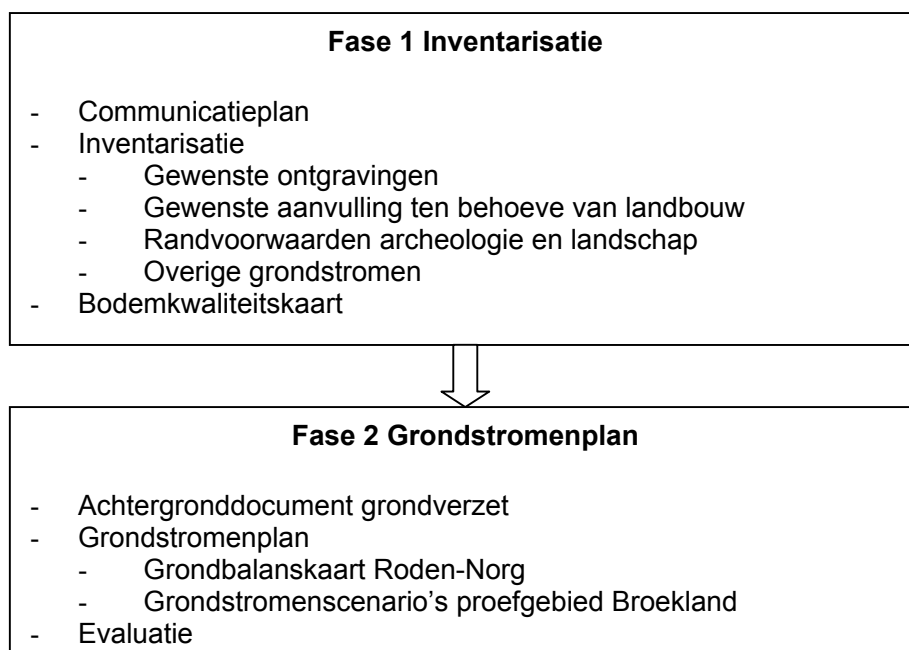 Fase 1 Inventarisatie
- Communicatieplan
- Inventarisatie
- Gewenste ontgravingen
- Gewenste aanvulling ten behoeve van landbouw
- Randvoorwaarden archeologie en landschap
- Overige grondstromen
- Bodemkwaliteitskaart
Fase 2 Grondstromenplan
- Achtergronddocument grondverzet
- Grondstromenplan
- Grondbalanskaart Roden-Norg
- Grondstromenscenario's proefgebied Broekland
- Evaluatie